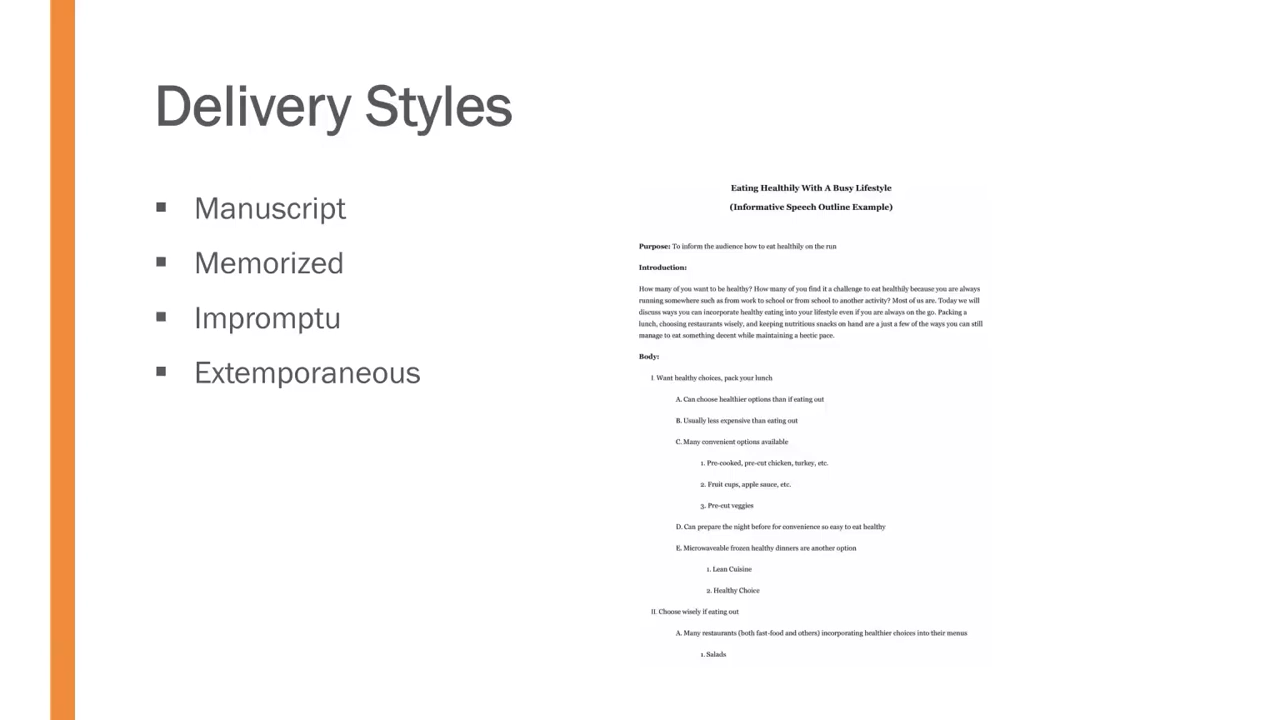 Delivery Styles
▪ Manuscript
▪ Memorized
▪ Impromptu
▪ Extemporaneous
Eating Healthily With A Busy Lifestyle
(Informative Speech Outline Example)
Purpose: To inform the audience how to eat healthily on the run
Introduction:
How many of you want to be healthy? How many of you find it a challenge to eat healthily because you are always
running somewhere such as from work to school or from school to another activity? Most of us are. Today we will
discuss ways you can incorporate healthy eating into your lifestyle even if you are always on the go. Packing a
lunch, choosing restaurants wisely, and keeping nutritious snacks on hand are a just a few of the ways you can still
manage to eat something decent while maintaining a hectic pace.
Body:
I. Want healthy choices, pack your lunch
A. Can choose healthier options than if eating out
B. Usually less expensive than eating out
C. Many convenient options available
1. Pre-cooked, pre-cut chicken, turkey, etc.
2. Fruit cups, apple sauce, etc.
3. Pre-cut veggies
D. Can prepare the night before for convenience so easy to eat healthy
E. Microwaveable frozen healthy dinners are another option
1. Lean Cuisine
2. Healthy Choice
II. Choose wisely if eating out
A. Many restaurants (both fast-food and others) incorporating healthier choices into their menus
1. Salads